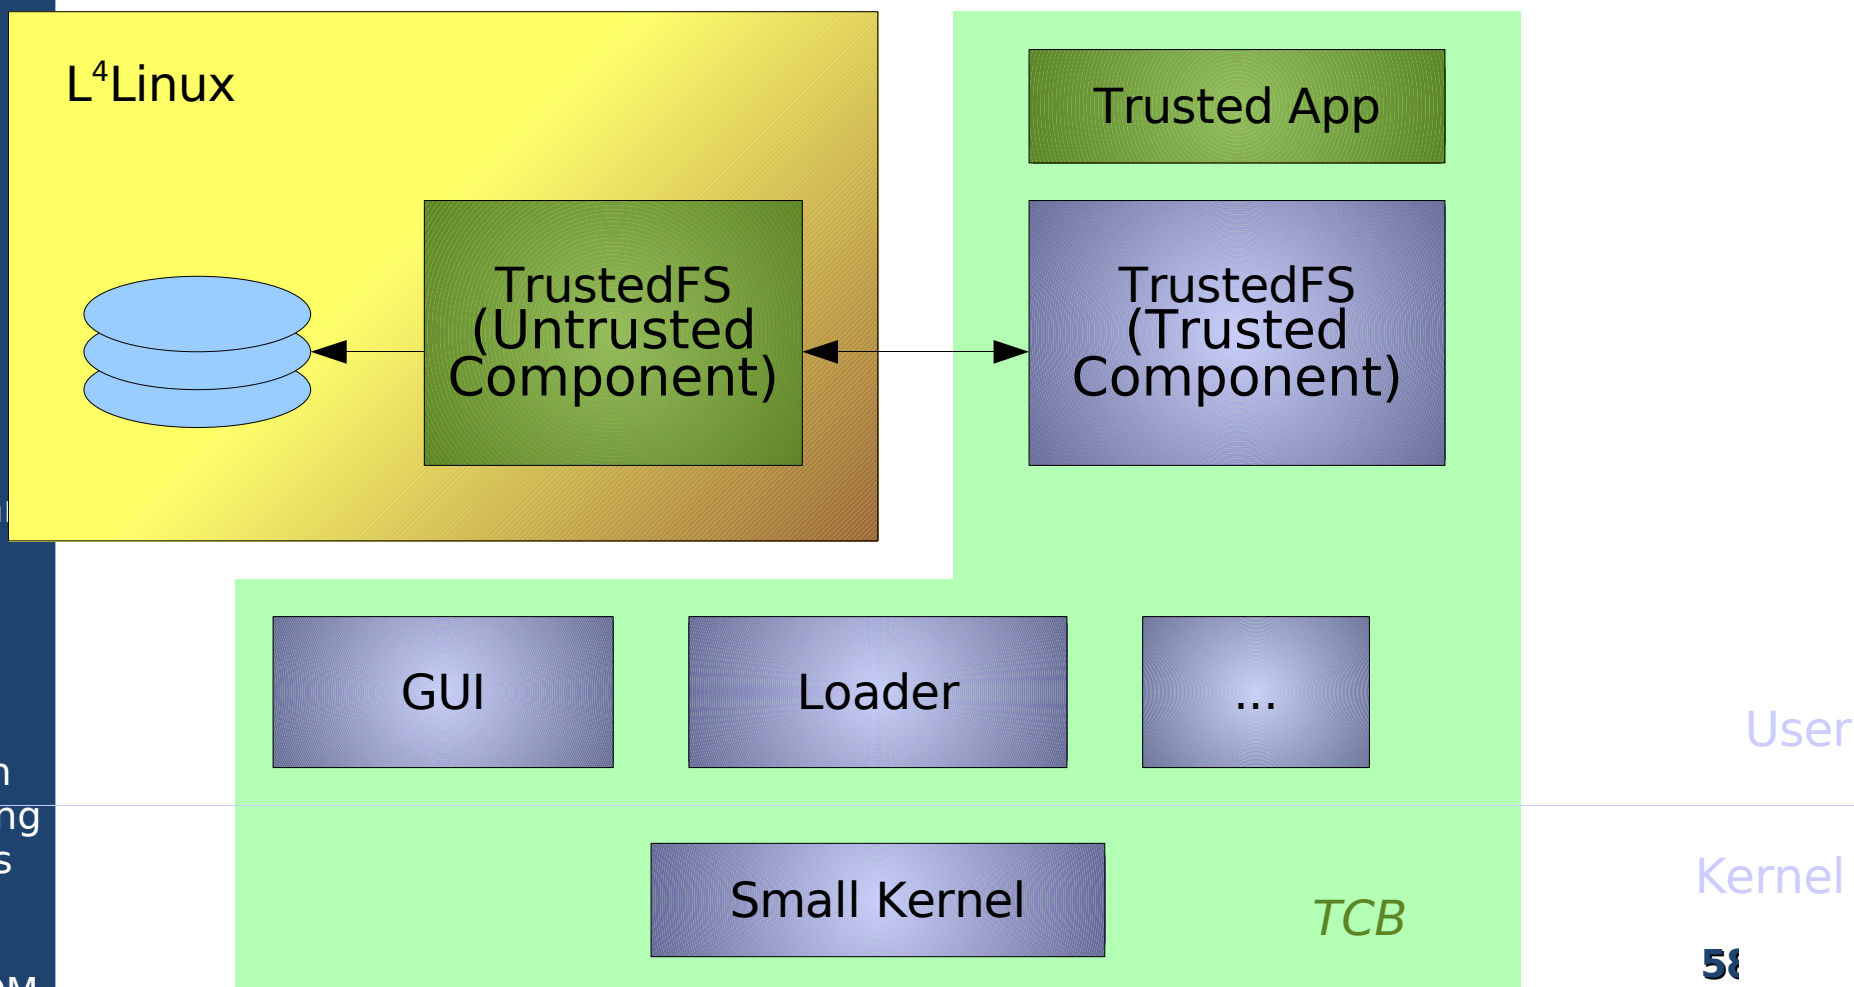 L⁴Linux
Trusted App
TrustedFS
(Untrusted
Component)
TrustedFS
(Trusted
Component)
GUI
Loader
...
User
Small Kernel
Kernel
TCB